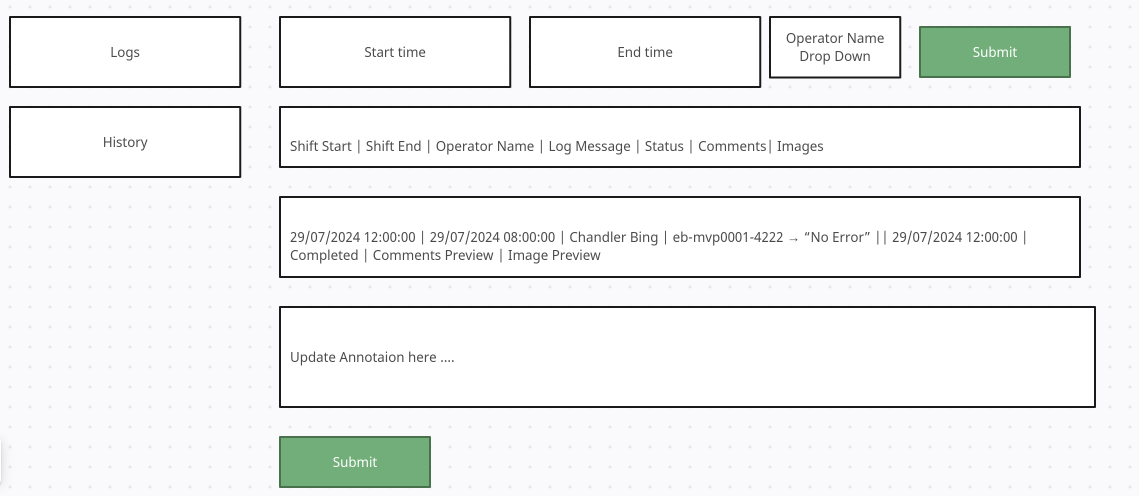 Logs
Start time
End time
Operator Name
Drop Down
Submit
History
Shift Start | Shift End | Operator Name | Log Message | Status | Comments| Images
29/07/2024 12:00:00 | 29/07/2024 08:00:00 | Chandler Bing | eb-mvp0001-4222 → “No Error” || 29/07/2024 12:00:00 |
Completed | Comments Preview | Image Preview
Update Annotaion here ....
Submit